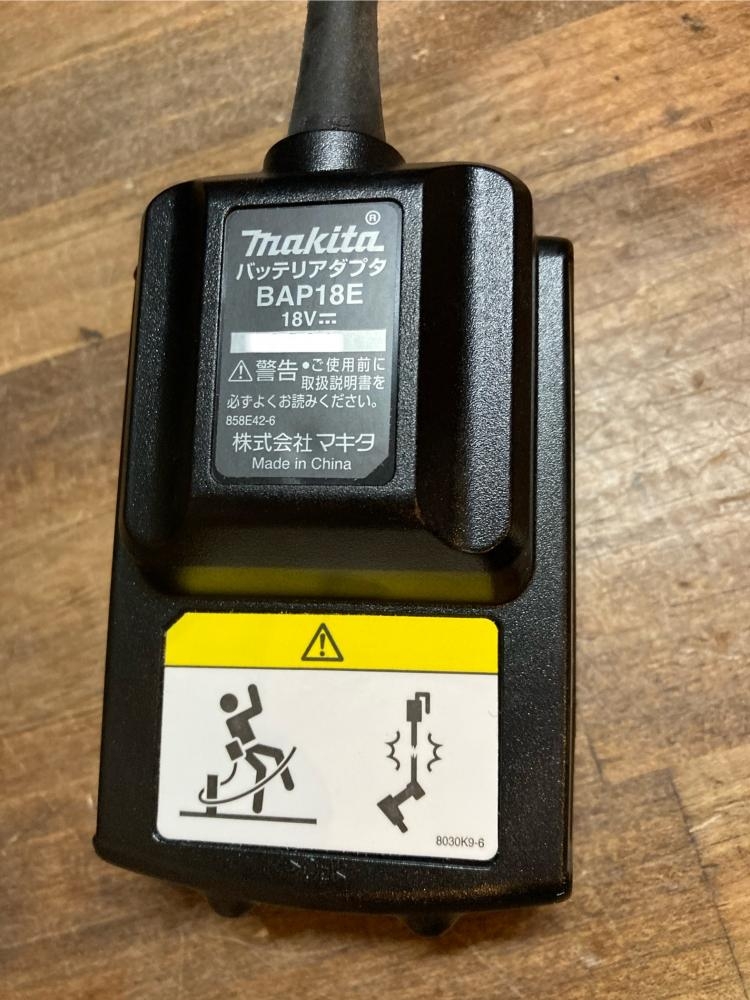 makita®
バッテリアダプタ
BAP18E
18V⎓
⚠警告 •ご使用前に
取扱説明書を
必ずよくお読みください。
858E42-6
株式会社マキタ
Made in China
8030K9-6